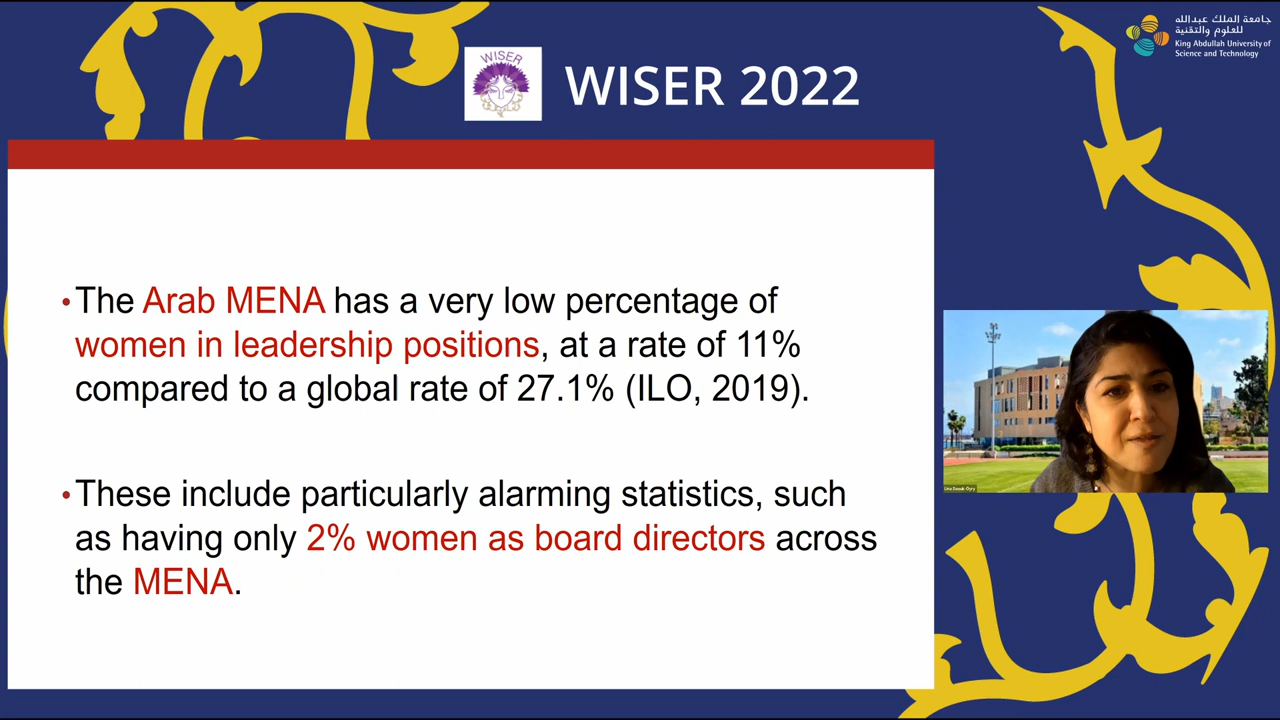 جامعة الملك عبدالله
للعلوم والتقنية
King Abdullah University of
Science and Technology
WISER
WISER 2022
•The Arab MENA has a very low percentage of
women in leadership positions, at a rate of 11%
compared to a global rate of 27.1% (ILO, 2019).
•These include particularly alarming statistics, such
as having only 2% women as board directors across
the MENA.